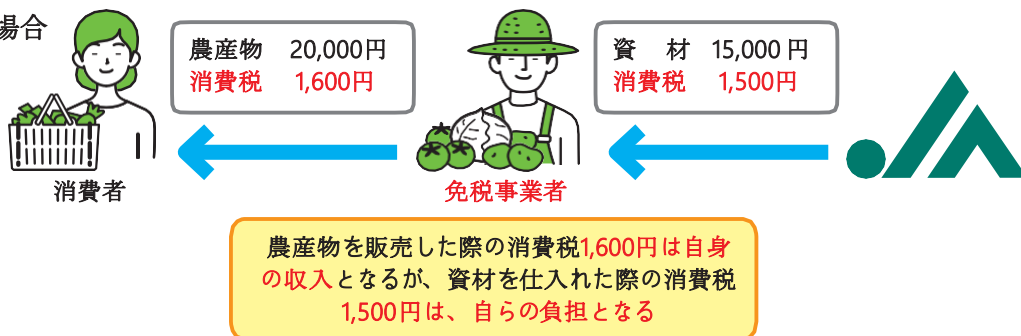 場合
農産物 20,000円
消費税 1,600円
資 材 15,000円
消費税 1,500円
消費者
免税事業者
JA
農産物を販売した際の消費税1,600円は自身
の収入となるが、資材を仕入れた際の消費税
1,500円は、自らの負担となる